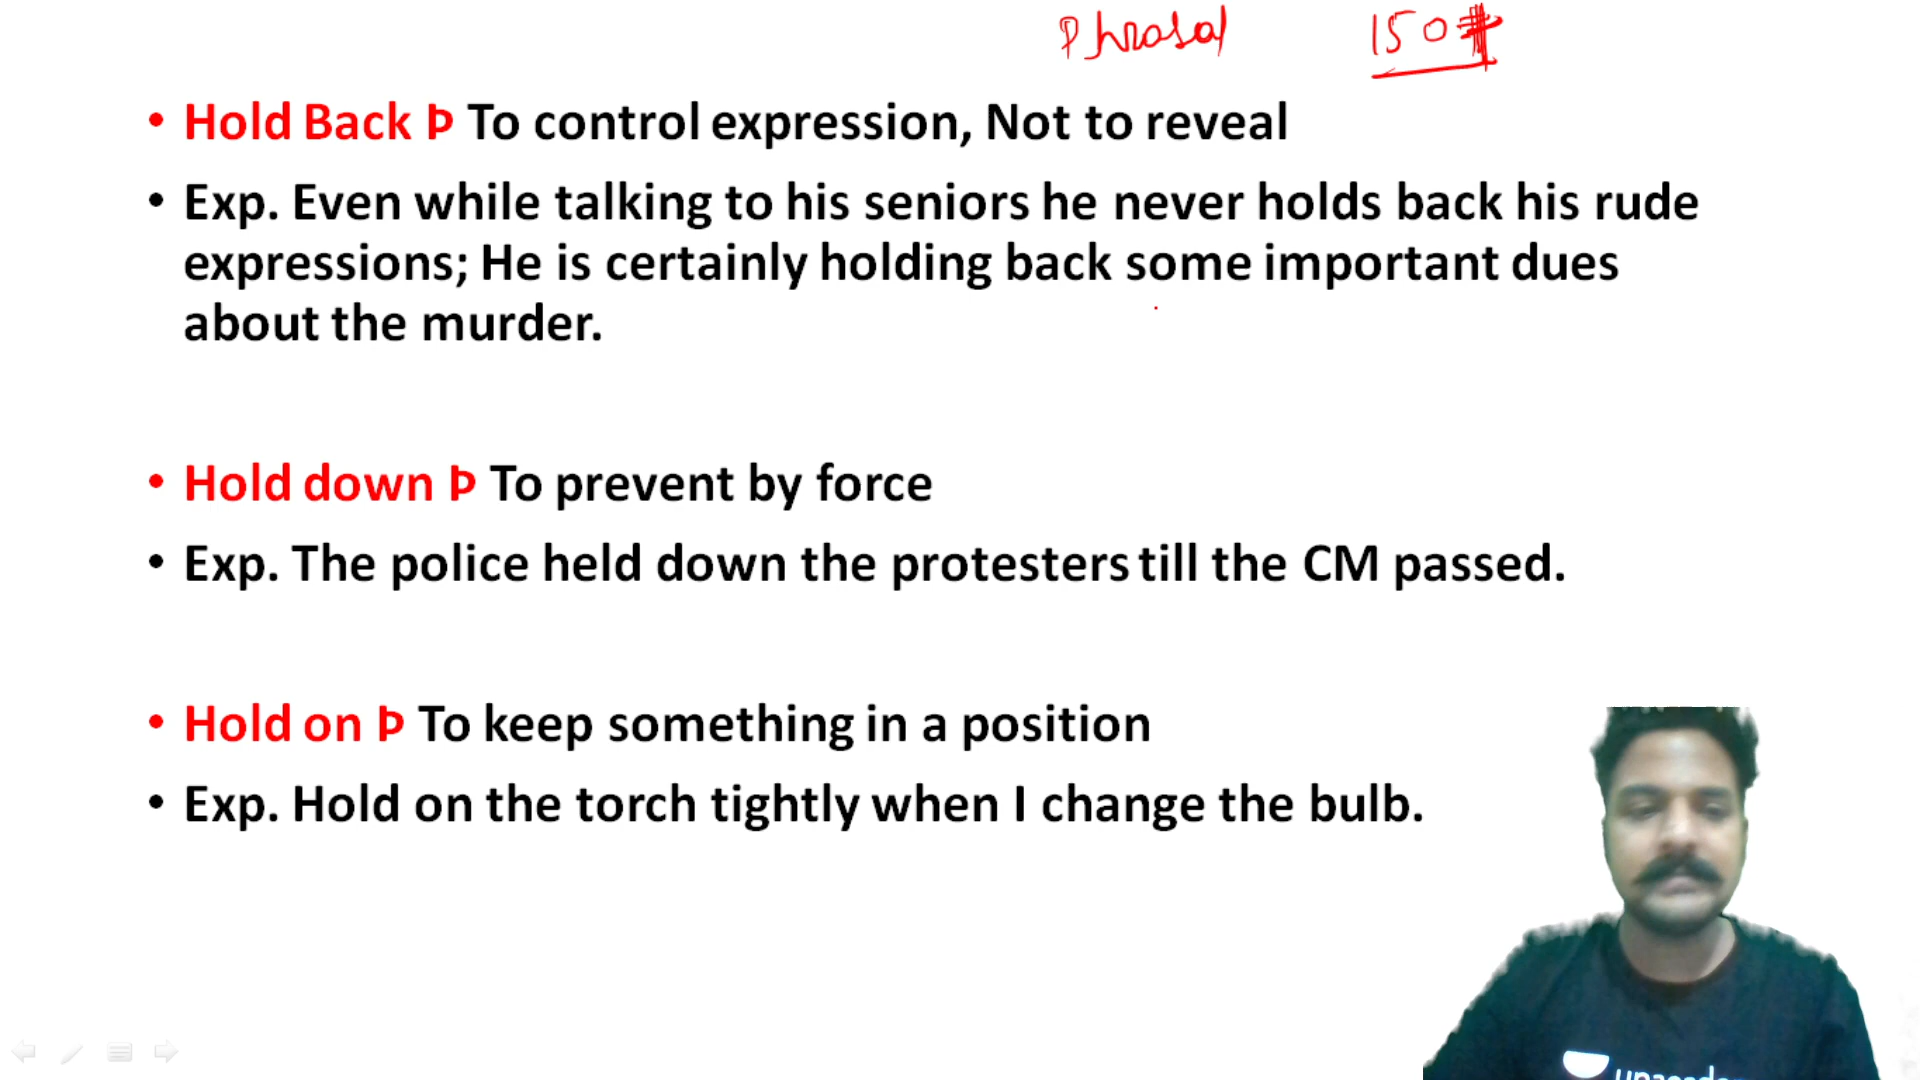 Phrasal 150
• Hold Back Þ To control expression, Not to reveal
• Exp. Even while talking to his seniors he never holds back his rude
expressions; He is certainly holding back some important dues
about the murder.
• Hold down Þ To prevent by force
• Exp. The police held down the protesters till the CM passed.
• Hold on Þ To keep something in a position
• Exp. Hold on the torch tightly when I change the bulb.